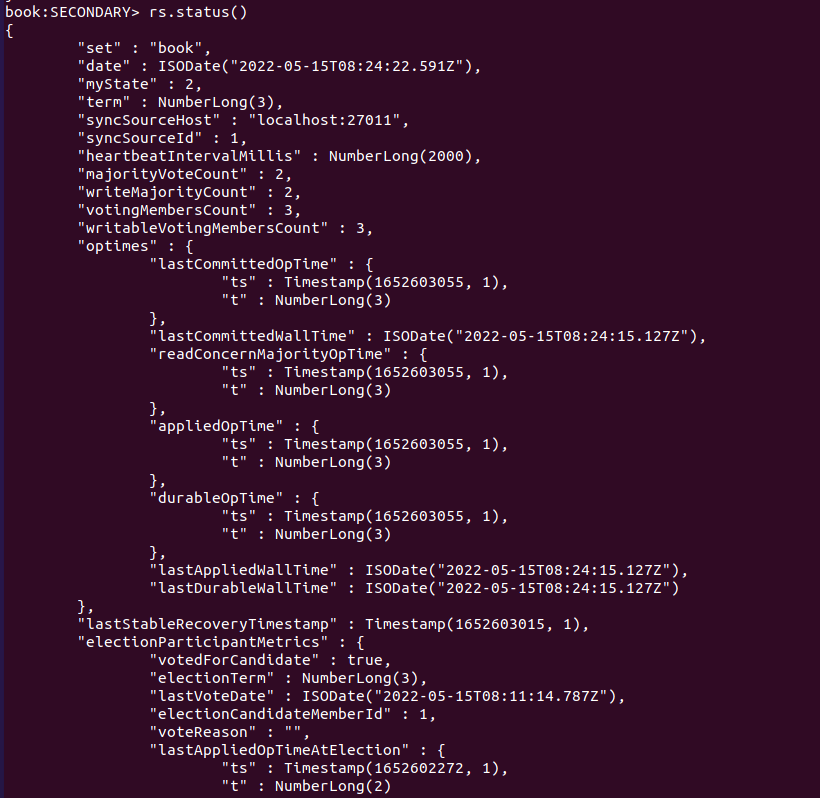 book:SECONDARY> rs.status()
{
"set" : "book",
"date" : ISODate("2022-05-15T08:24:22.591Z"),
"myState" : 2,
"term" : NumberLong(3),
"syncSourceHost" : "localhost:27011",
"syncSourceId" : 1,
"heartbeatIntervalMillis" : NumberLong(2000),
"majorityVoteCount" : 2,
"writeMajorityCount" : 2,
"votingMembersCount" : 3,
"writableVotingMembersCount" : 3,
"optimes" : {
"lastCommittedOpTime" : {
"ts" : Timestamp(1652603055, 1),
"t" : NumberLong(3)
},
"lastCommittedWallTime" : ISODate("2022-05-15T08:24:15.127Z"),
"readConcernMajorityOpTime" : {
"ts" : Timestamp(1652603055, 1),
"t" : NumberLong(3)
},
"appliedOpTime" : {
"ts" : Timestamp(1652603055, 1),
"t" : NumberLong(3)
},
"durableOpTime" : {
"ts" : Timestamp(1652603055, 1),
"t" : NumberLong(3)
},
"lastAppliedWallTime" : ISODate("2022-05-15T08:24:15.127Z"),
"lastDurableWallTime" : ISODate("2022-05-15T08:24:15.127Z")
},
"lastStableRecoveryTimestamp" : Timestamp(1652603015, 1),
"electionParticipantMetrics" : {
"votedForCandidate" : true,
"electionTerm" : NumberLong(3),
"lastVoteDate" : ISODate("2022-05-15T08:11:14.787Z"),
"electionCandidateMemberId" : 1,
"voteReason" : "",
"lastAppliedOpTimeAtElection" : {
"ts" : Timestamp(1652602272, 1),
"t" : NumberLong(2)